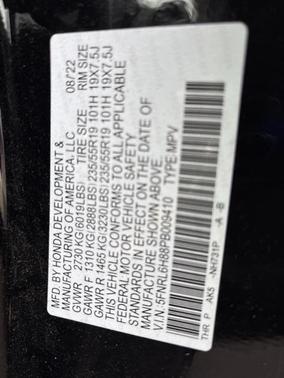 MFD. BY HONDA DEVELOPMENT &
MANUFACTURING OF AMERICA, LLC 08/22
GVWR 2730 KG(6019LBS) TIRE SIZE RIM SIZE
GAWR F 1310 KG(2888LBS) 235/55R19 101H 19X7.5J
GAWR R 1465 KG(3230LBS) 235/55R19 101H 19X7.5J
THIS VEHICLE CONFORMS TO ALL APPLICABLE
FEDERAL MOTOR VEHICLE SAFETY
STANDARDS IN EFFECT ON THE DATE OF
MANUFACTURE SHOWN ABOVE.
V.I.N.:5FNRL6H88PB009410 TYPE:MPV
THR P AK5 -NH731P -A -B